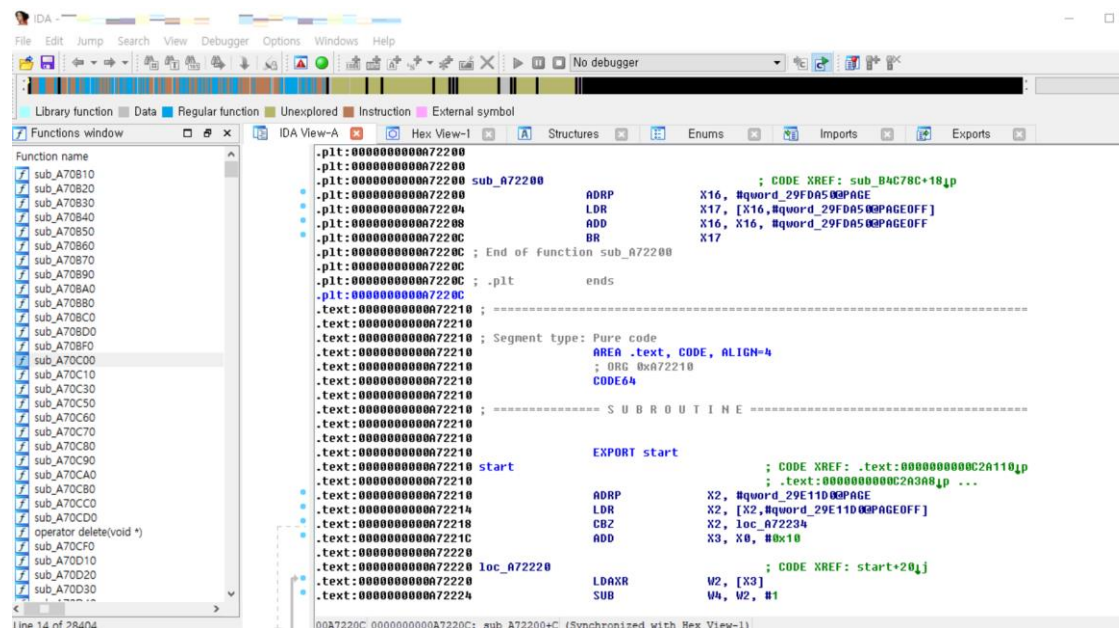 IDA -
File Edit Jump Search View Debugger Options Windows Help
No debugger
Library function Data Regular function Unexplored Instruction External symbol
Functions window IDA View-A Hex View-1 Structures Enums Imports Exports
Function name
sub_A70B10
sub_A70B20
sub_A70B30
sub_A70B40
sub_A70B50
sub_A70B60
sub_A70B70
sub_A70B90
sub_A70BA0
sub_A70BB0
sub_A70BC0
sub_A70BD0
sub_A70BF0
sub_A70C00
sub_A70C10
sub_A70C30
sub_A70C50
sub_A70C60
sub_A70C70
sub_A70C80
sub_A70C90
sub_A70CA0
sub_A70CB0
sub_A70CC0
sub_A70CD0
operator delete(void *)
sub_A70CF0
sub_A70D10
sub_A70D20
sub_A70D30
Line 14 of 28404
.plt:0000000000A72200
.plt:0000000000A72200
.plt:0000000000A72200 sub_A72200 ; CODE XREF: sub_B4C78C+18↓p
.plt:0000000000A72200 ADRP X16, #qword_29FDA50@PAGE
.plt:0000000000A72204 LDR X17, [X16,#qword_29FDA50@PAGEOFF]
.plt:0000000000A72208 ADD X16, X16, #qword_29FDA50@PAGEOFF
.plt:0000000000A7220C BR X17
.plt:0000000000A7220C ; End of function sub_A72200
.plt:0000000000A7220C
.plt:0000000000A7220C ; .plt ends
.plt:0000000000A7220C
.text:0000000000A72210 ; ===========================================================================
.text:0000000000A72210
.text:0000000000A72210 ; Segment type: Pure code
.text:0000000000A72210 AREA .text, CODE, ALIGN=4
.text:0000000000A72210 ; ORG 0xA72210
.text:0000000000A72210 CODE64
.text:0000000000A72210
.text:0000000000A72210 ; =============== S U B R O U T I N E =======================================
.text:0000000000A72210
.text:0000000000A72210
.text:0000000000A72210 EXPORT start
.text:0000000000A72210 start ; CODE XREF: .text:0000000000C2A110↓p
.text:0000000000A72210 ; .text:0000000000C2A3A8↓p ...
.text:0000000000A72210 ADRP X2, #qword_29E11D0@PAGE
.text:0000000000A72214 LDR X2, [X2,#qword_29E11D0@PAGEOFF]
.text:0000000000A72218 CBZ X2, loc_A72234
.text:0000000000A7221C ADD X3, X0, #0x10
.text:0000000000A72220
.text:0000000000A72220 loc_A72220 ; CODE XREF: start+20↓j
.text:0000000000A72220 LDAXR W2, [X3]
.text:0000000000A72224 SUB W4, W2, #1
00A7220C 0000000000A7220C: sub_A72200+C (Synchronized with Hex View-1)